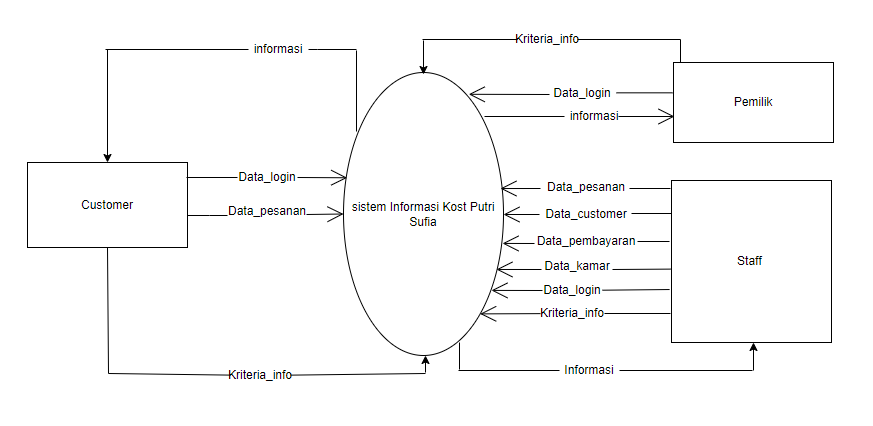 Kriteria_info
informasi
Data_login
Pemilik
informasi
Data_login
Data_pesanan
Customer
sistem Informasi Kost Putri
Sufia
Data_pesanan
Data_customer
Data_pembayaran
Staff
Data_kamar
Data_login
Kriteria_info
Informasi
Kriteria_info